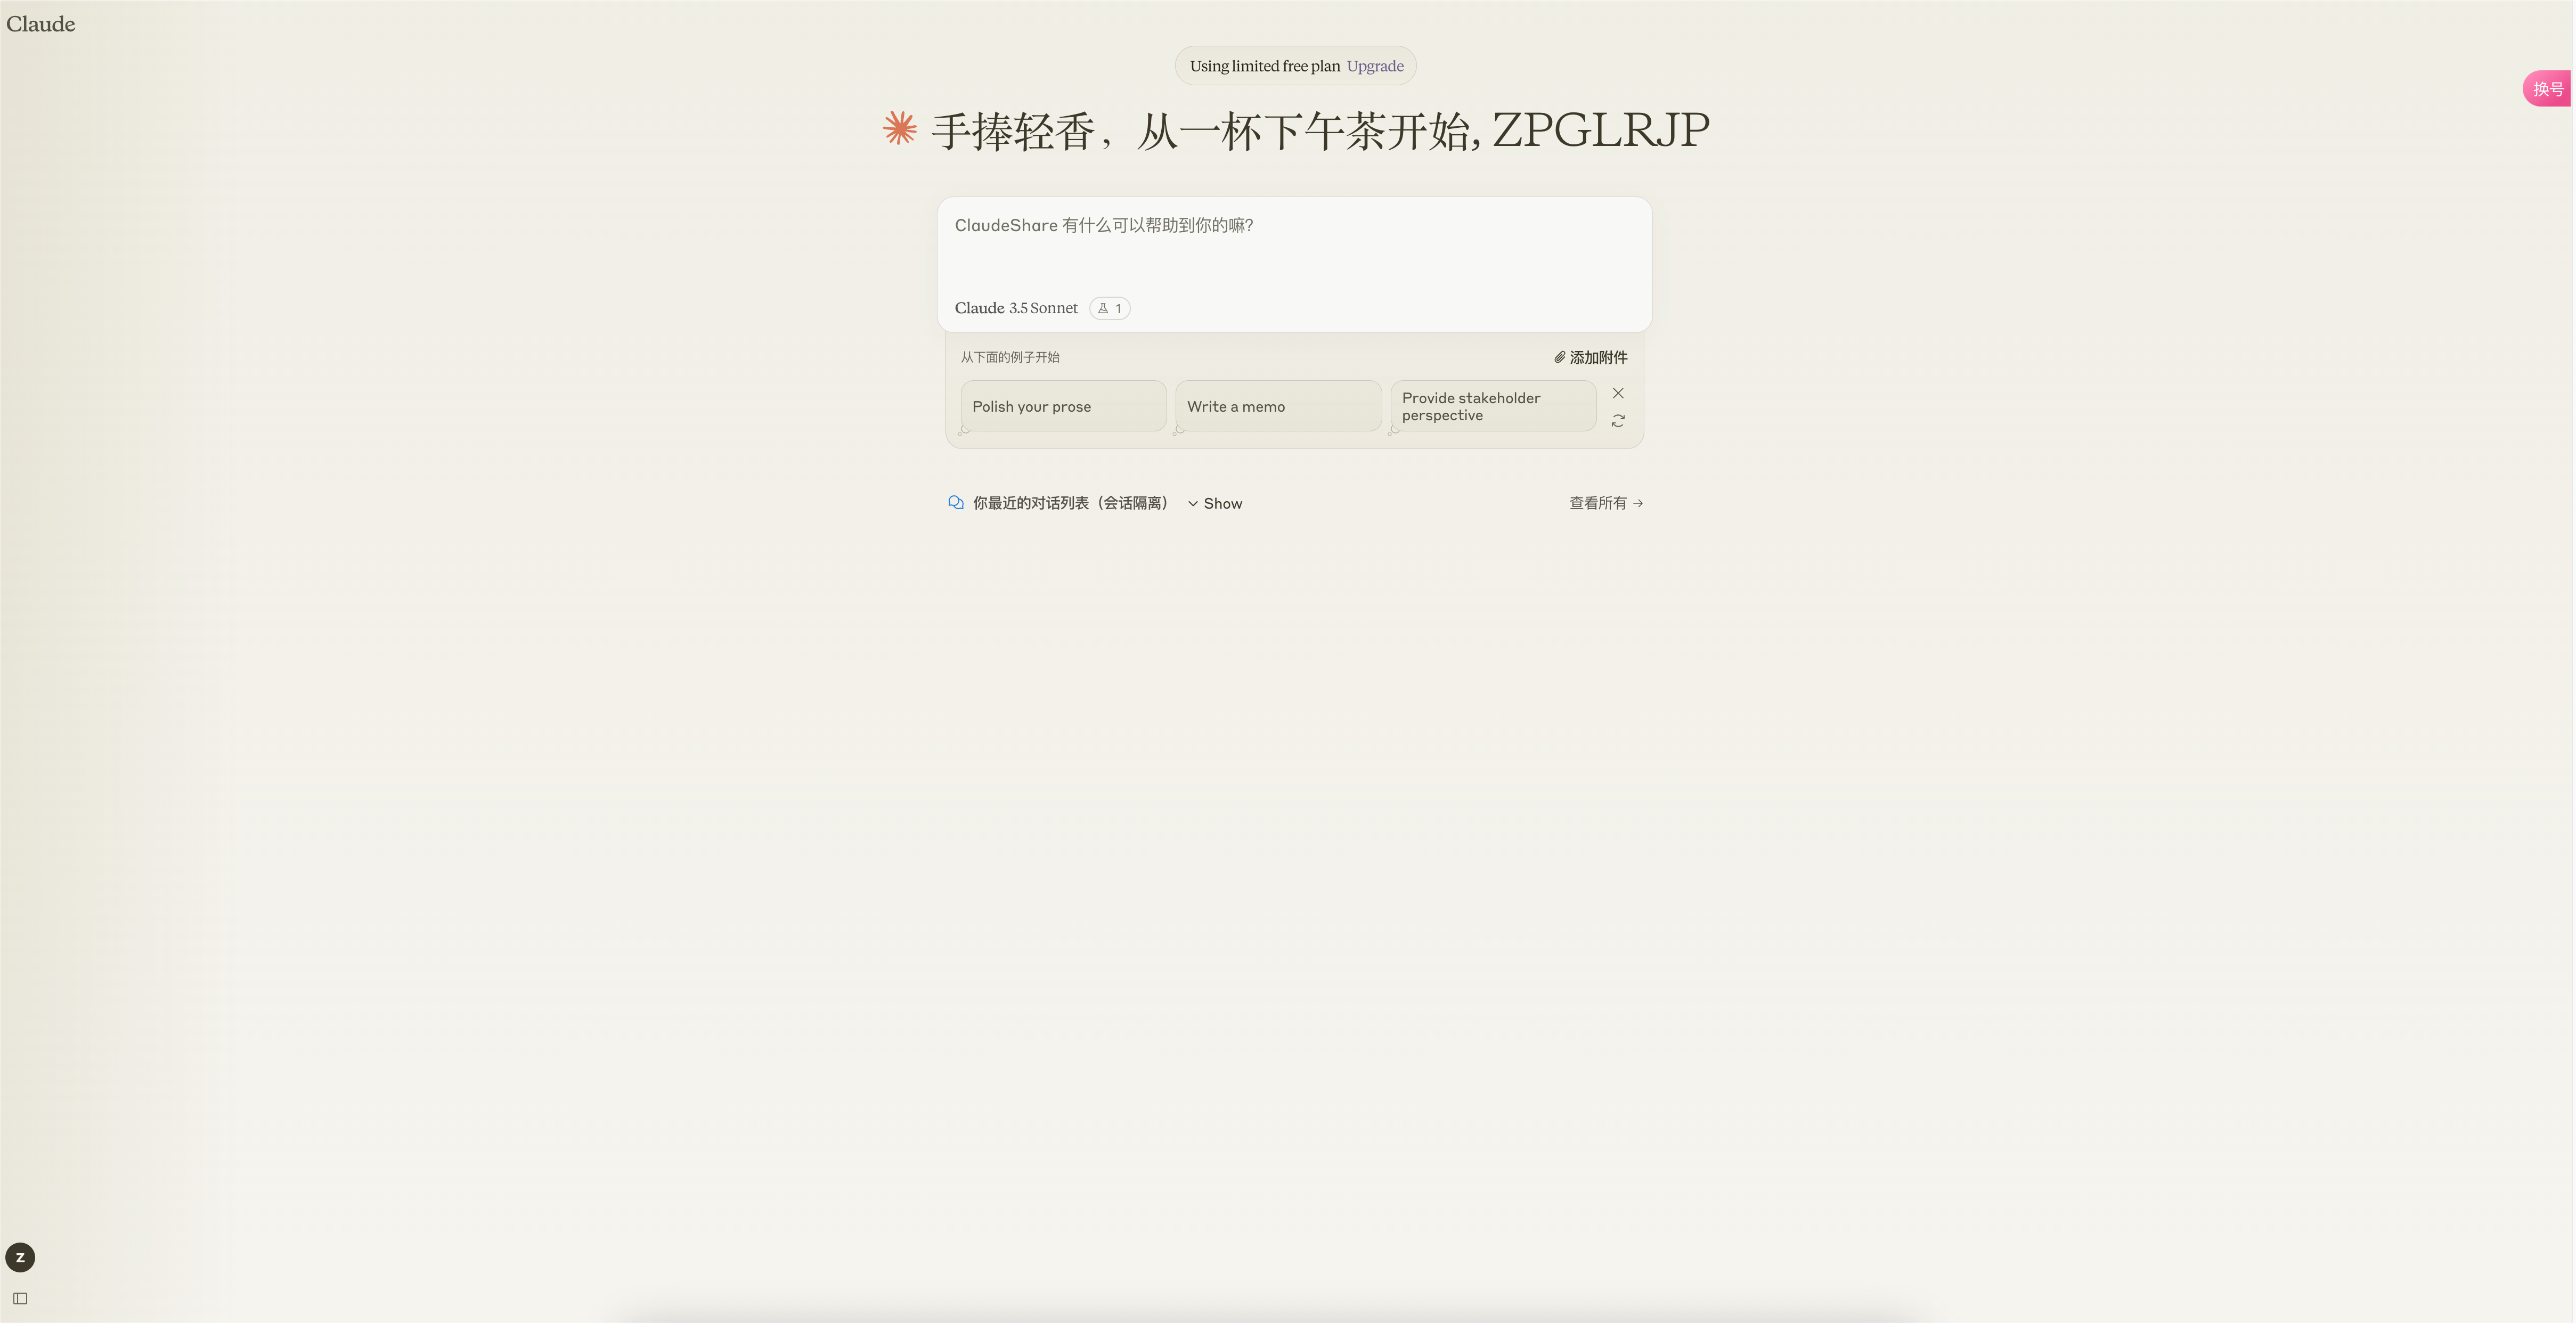 Claude
Using limited free plan Upgrade
换号
手捧轻香，从一杯下午茶开始, ZPGLRJP
ClaudeShare 有什么可以帮助到你的嘛？
Claude 3.5 Sonnet 1
从下面的例子开始 添加附件
Polish your prose
Write a memo
Provide stakeholder
perspective
你最近的对话列表（会话隔离） Show 查看所有 →
Z